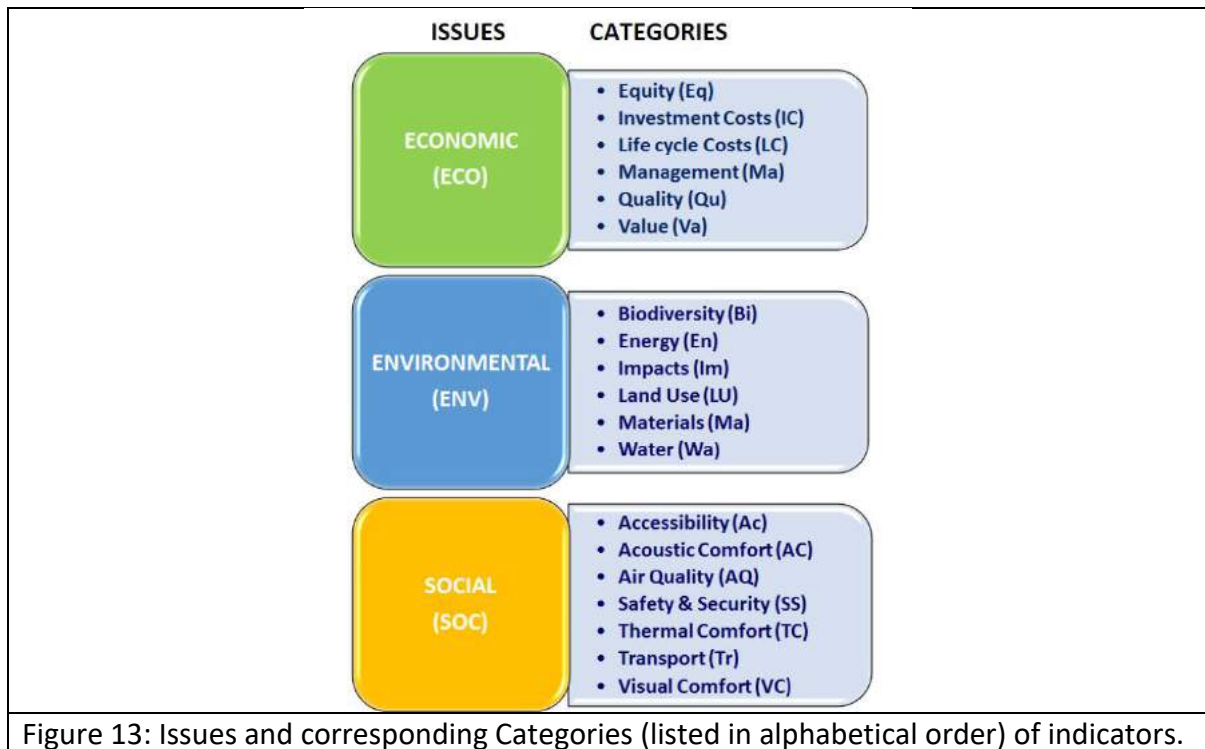 ISSUES CATEGORIES
ECONOMIC
(ECO)
• Equity (Eq)
• Investment Costs (IC)
• Life cycle Costs (LC)
• Management (Ma)
• Quality (Qu)
• Value (Va)
ENVIRONMENTAL
(ENV)
• Biodiversity (Bi)
• Energy (En)
• Impacts (Im)
• Land Use (LU)
• Materials (Ma)
• Water (Wa)
SOCIAL
(SOC)
• Accessibility (Ac)
• Acoustic Comfort (AC)
• Air Quality (AQ)
• Safety & Security (SS)
• Thermal Comfort (TC)
• Transport (Tr)
• Visual Comfort (VC)
Figure 13: Issues and corresponding Categories (listed in alphabetical order) of indicators.